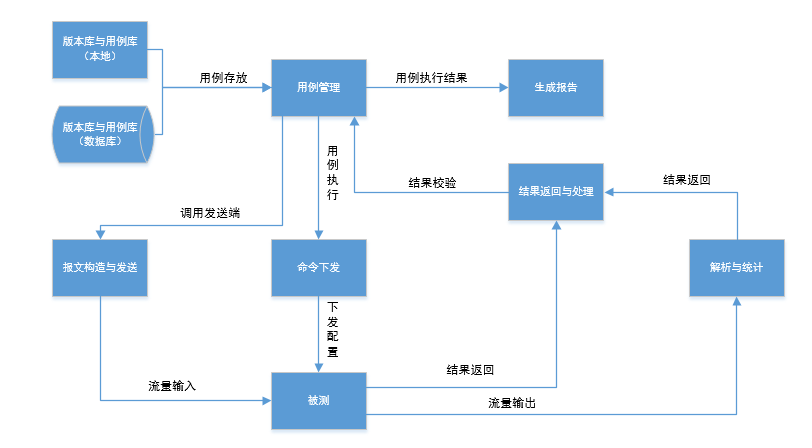 版本库与用例库
（本地）
用例存放
用例管理
用例执行结果
生成报告
版本库与用例库
（数据库）
用
例
执
行
结果校验
结果返回与处理
结果返回
调用发送端
报文构造与发送
命令下发
解析与统计
下
发
配
置
流量输入
被测
结果返回
流量输出